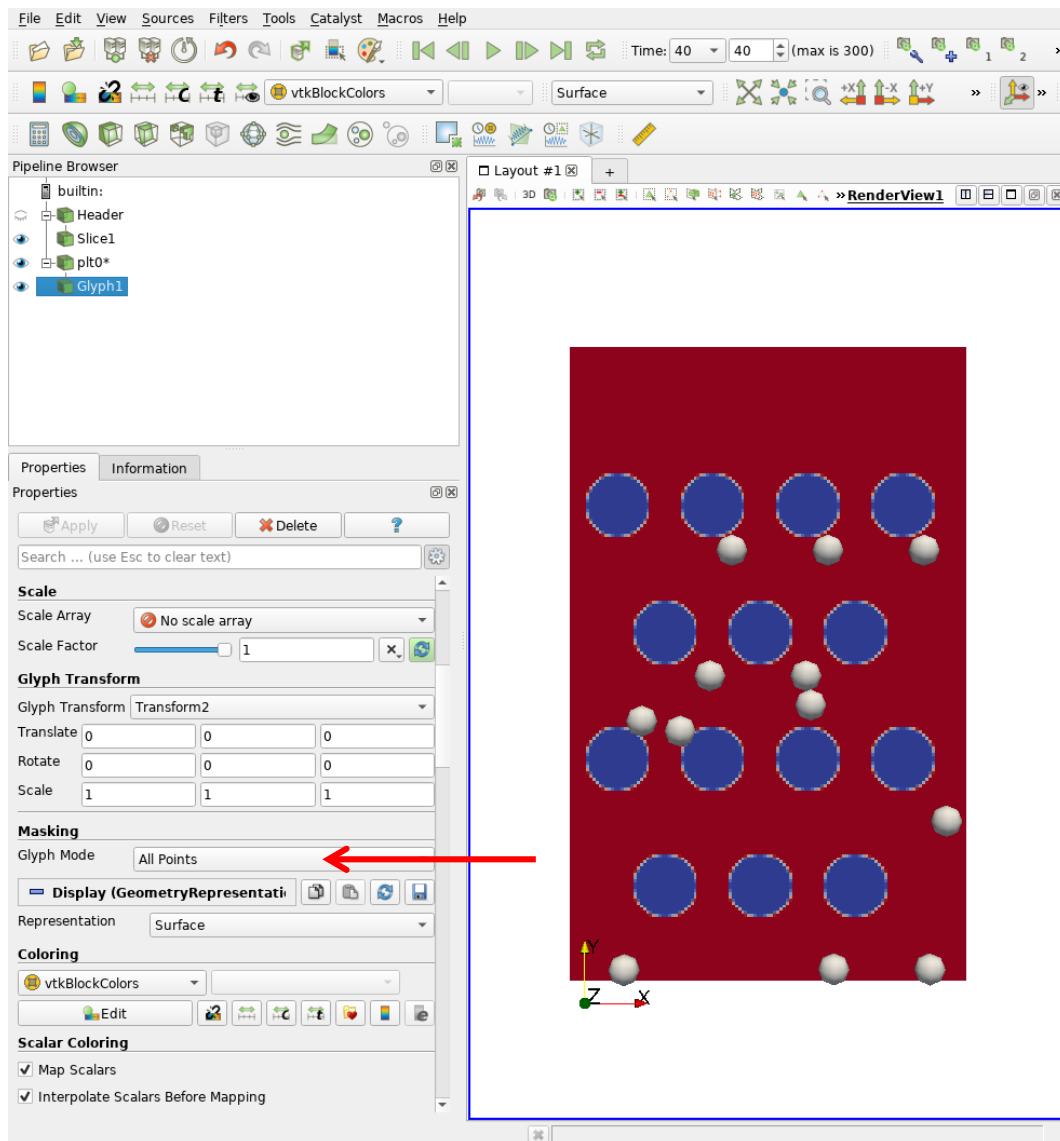 File Edit View Sources Filters Tools Catalyst Macros Help
Time: 40 40 (max is 300) 1 2 »
vtkBlockColors Surface +X -X +Y » »
Pipeline Browser
Layout #1 +
builtin:
3D » RenderView1
Header
Slice1
plt0*
Glyph1
Properties Information
Properties
Apply Reset Delete ?
Search ... (use Esc to clear text)
Scale
Scale Array No scale array
Scale Factor 1
Glyph Transform
Glyph Transform Transform2
Translate 0 0 0
Rotate 0 0 0
Scale 1 1 1
Masking
Glyph Mode All Points
Display (GeometryRepresentati
Representation Surface
Coloring
vtkBlockColors
Edit
Scalar Coloring
Map Scalars
Interpolate Scalars Before Mapping
Y
Z X